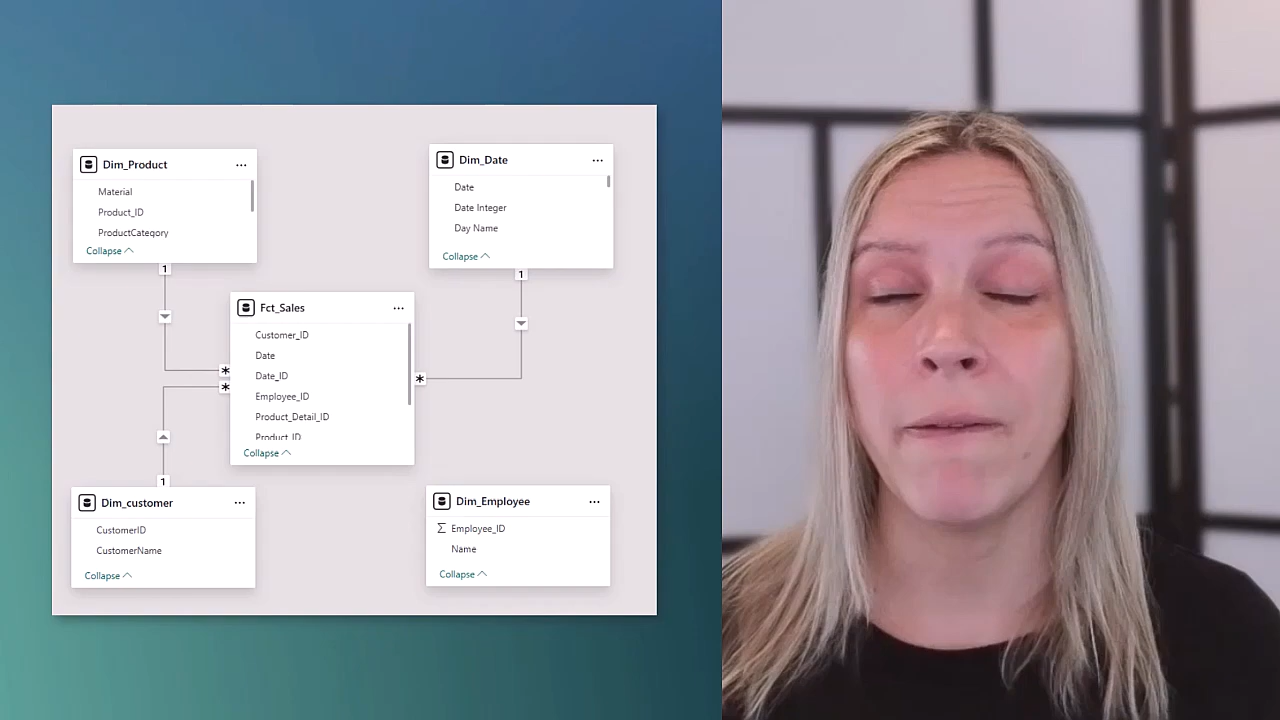 Dim_Product
Material
Product_ID
ProductCategory
Collapse
1
Dim_Date
Date
Date Integer
Day Name
Collapse
1
Fct_Sales
Customer_ID
Date
Date_ID
Employee_ID
Product_Detail_ID
Product_ID
Collapse
*
*
*
1
Dim_customer
CustomerID
CustomerName
Collapse
Dim_Employee
Σ Employee_ID
Name
Collapse